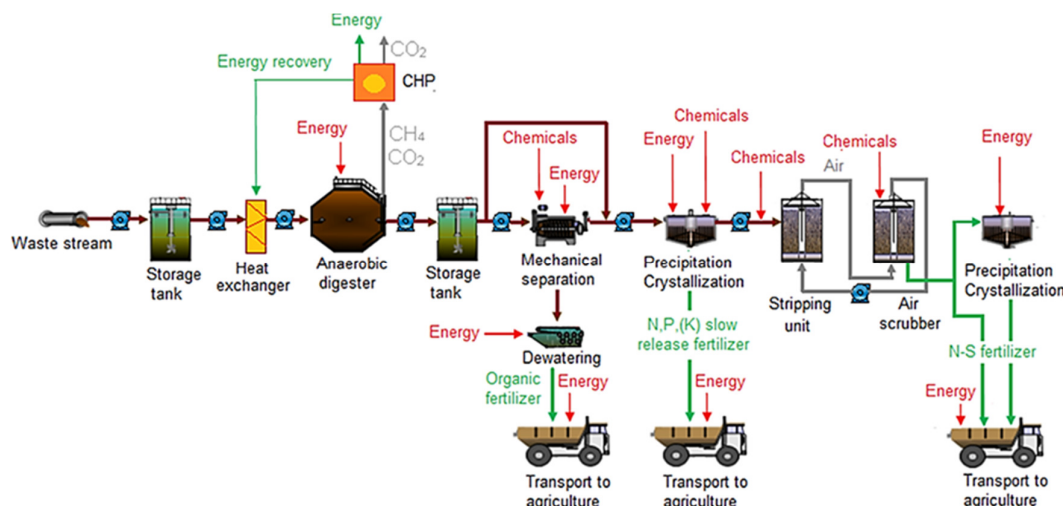 Energy
CO2
Energy recovery
CHP
Energy
CH4
CO2
Chemicals
Energy
Energy
Chemicals
Chemicals
Chemicals
Air
Energy
Waste stream
Storage
tank
Heat
exchanger
Anaerobic
digester
Storage
tank
Mechanical
separation
Precipitation
Crystallization
Stripping
unit
Air
scrubber
Precipitation
Crystallization
Energy
Dewatering
Organic
fertilizer
Energy
N,P,(K) slow
release fertilizer
Energy
N-S fertilizer
Energy
Transport to
agriculture
Transport to
agriculture
Transport to
agriculture